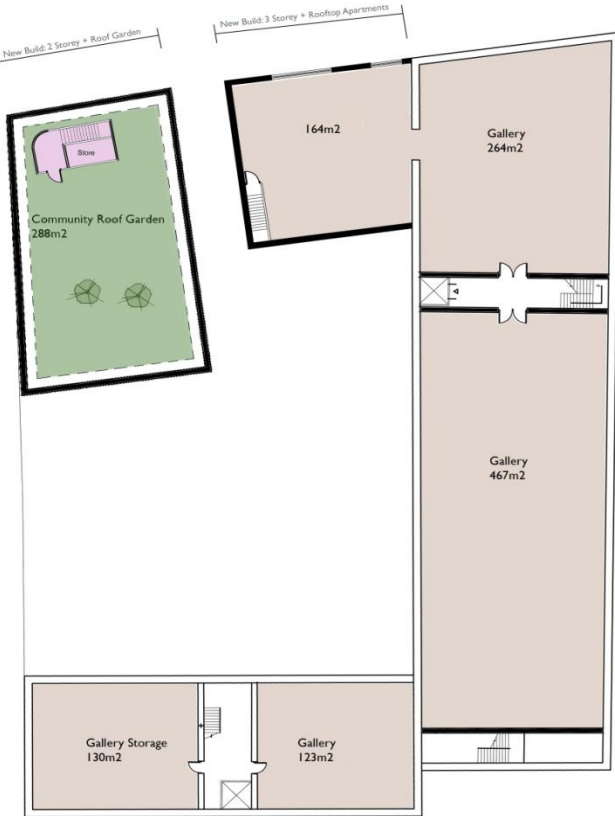 New Build: 2 Storey + Roof Garden
New Build: 3 Storey + Rooftop Apartments
164m2
Gallery
264m2
Store
Community Roof Garden
288m2
Gallery
467m2
Gallery Storage
130m2
Gallery
123m2